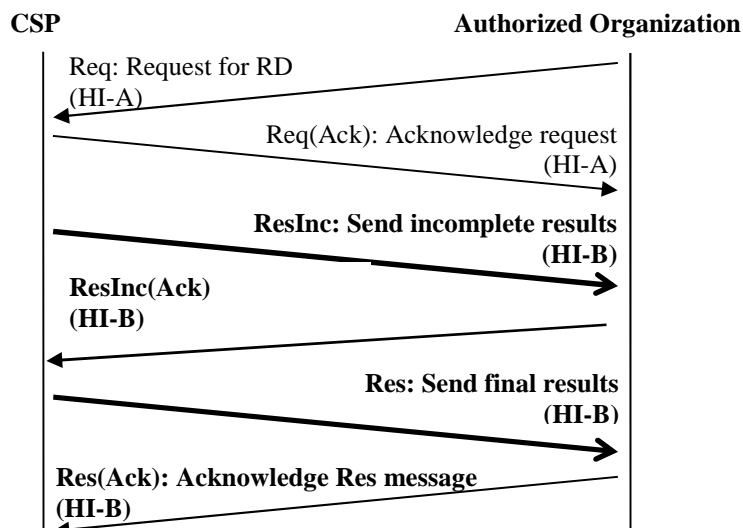 CSP
Authorized Organization
Req: Request for RD
(HI-A)
Req(Ack): Acknowledge request
(HI-A)
ResInc: Send incomplete results
(HI-B)
ResInc(Ack)
(HI-B)
Res: Send final results
(HI-B)
Res(Ack): Acknowledge Res message
(HI-B)